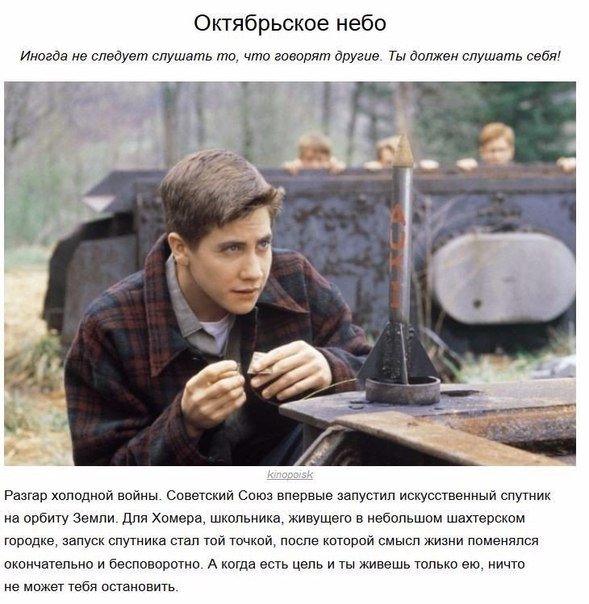 Октябрьское небо
Иногда не следует слушать то, что говорят другие. Ты должен слушать себя!
kinopoisk
Разгар холодной войны. Советский Союз впервые запустил искусственный спутник
на орбиту Земли. Для Хомера, школьника, живущего в небольшом шахтерском
городке, запуск спутника стал той точкой, после которой смысл жизни поменялся
окончательно и бесповоротно. А когда есть цель и ты живешь только ею, ничто
не может тебя остановить.